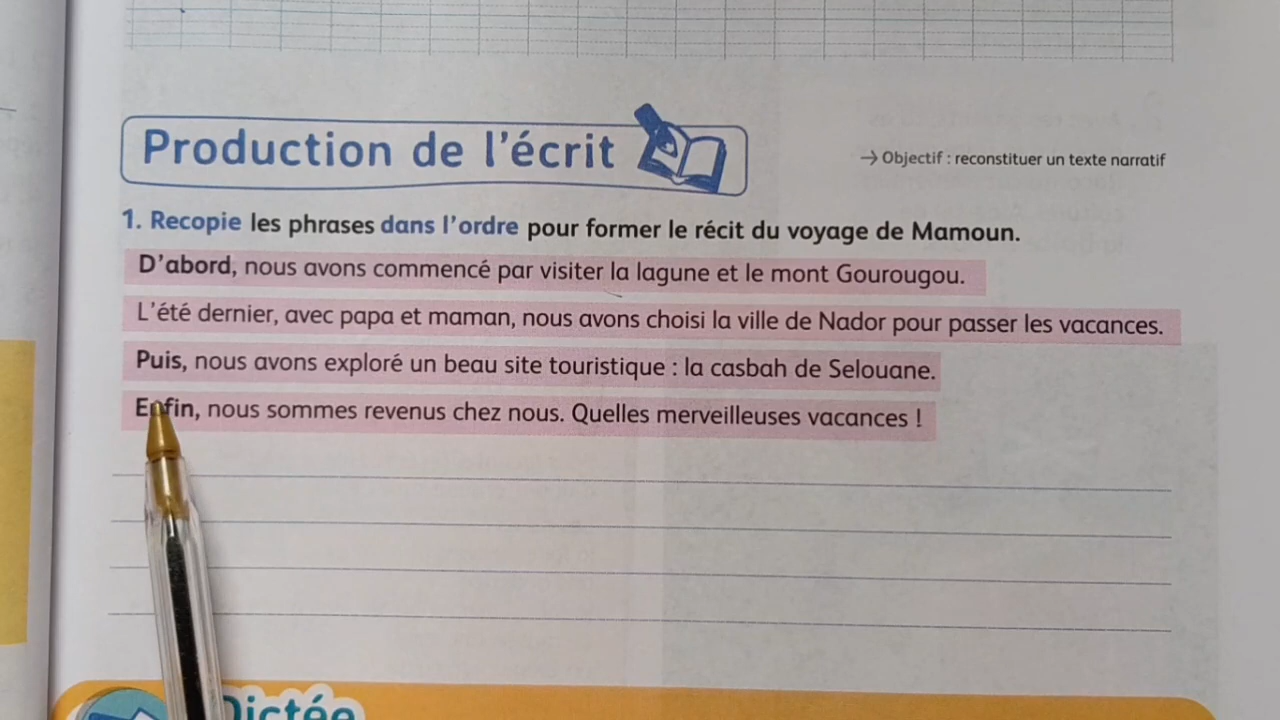 Production de l'écrit
→ Objectif : reconstituer un texte narratif
1. Recopie les phrases dans l'ordre pour former le récit du voyage de Mamoun.
D'abord, nous avons commencé par visiter la lagune et le mont Gourougou.
L'été dernier, avec papa et maman, nous avons choisi la ville de Nador pour passer les vacances.
Puis, nous avons exploré un beau site touristique : la casbah de Selouane.
Enfin, nous sommes revenus chez nous. Quelles merveilleuses vacances !
Dictée